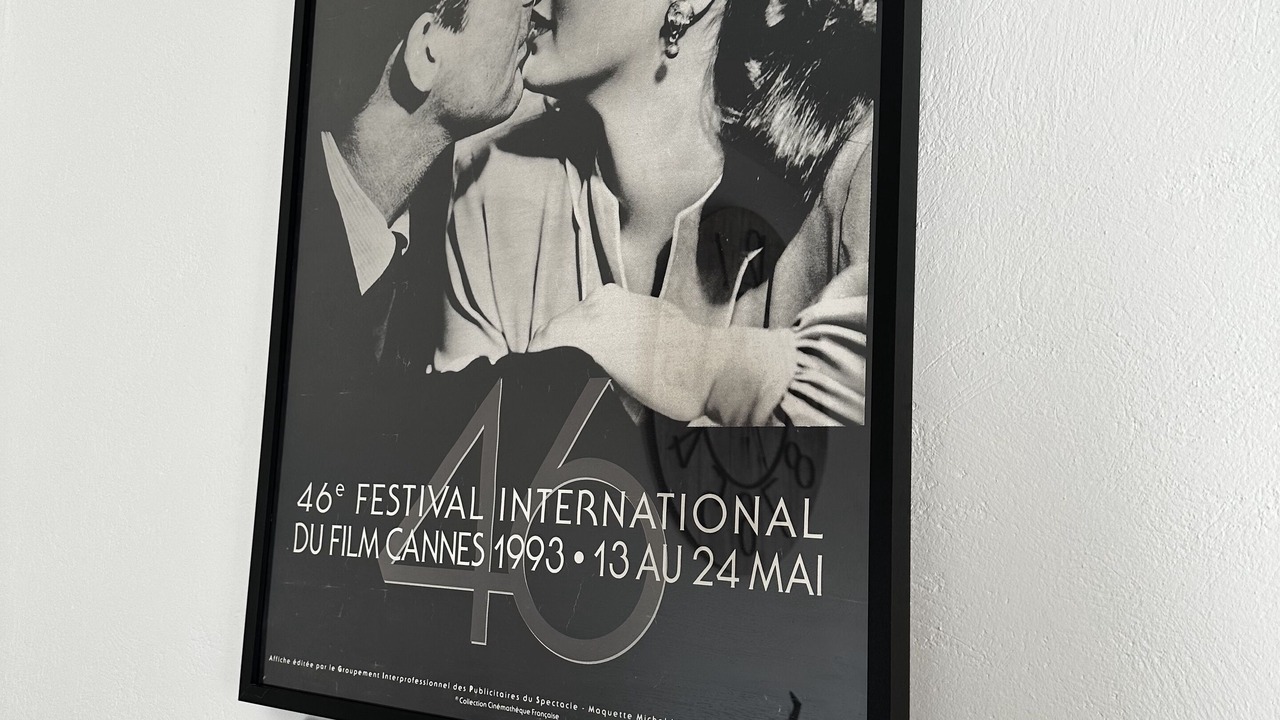 46
46e FESTIVAL INTERNATIONAL
DU FILM CANNES 1993 • 13 AU 24 MAI
Affiche éditée par le Groupement Interprofessionnel des Publicitaires du Spectacle - Maquette
© Collection Cinémathèque Française